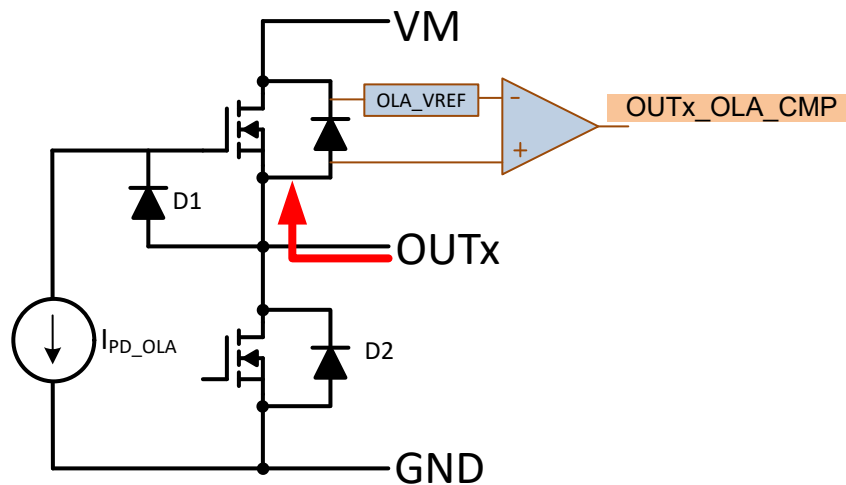 VM
OLA_VREF
OUTx_OLA_CMP
-
+
D1
OUTx
IPD_OLA
D2
GND